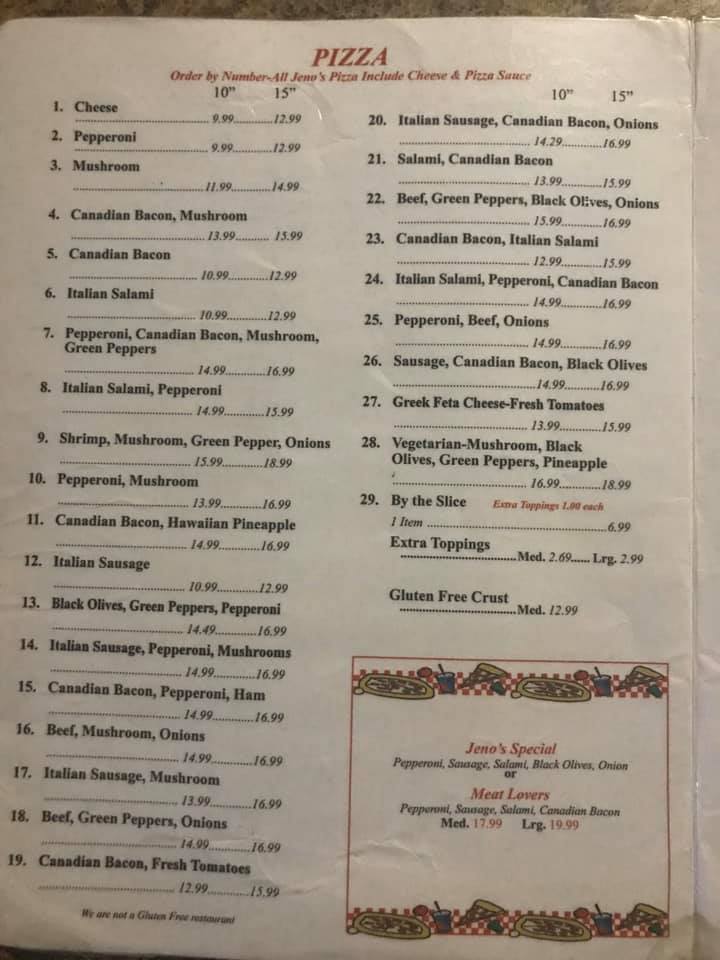 PIZZA
Order by Number-All Jeno's Pizza Include Cheese & Pizza Sauce
10" 15"
1. Cheese
9.99 12.99
2. Pepperoni
9.99 12.99
3. Mushroom
11.99 14.99
4. Canadian Bacon, Mushroom
13.99 15.99
5. Canadian Bacon
10.99 12.99
6. Italian Salami
10.99 12.99
7. Pepperoni, Canadian Bacon, Mushroom,
Green Peppers
14.99 16.99
8. Italian Salami, Pepperoni
14.99 15.99
9. Shrimp, Mushroom, Green Pepper, Onions
15.99 18.99
10. Pepperoni, Mushroom
13.99 16.99
11. Canadian Bacon, Hawaiian Pineapple
14.99 16.99
12. Italian Sausage
10.99 12.99
13. Black Olives, Green Peppers, Pepperoni
14.49 16.99
14. Italian Sausage, Pepperoni, Mushrooms
14.99 16.99
15. Canadian Bacon, Pepperoni, Ham
14.99 16.99
16. Beef, Mushroom, Onions
14.99 16.99
17. Italian Sausage, Mushroom
13.99 16.99
18. Beef, Green Peppers, Onions
14.99 16.99
19. Canadian Bacon, Fresh Tomatoes
12.99 15.99
We are not a Gluten Free restaurant
10" 15"
20. Italian Sausage, Canadian Bacon, Onions
14.29 16.99
21. Salami, Canadian Bacon
13.99 15.99
22. Beef, Green Peppers, Black Olives, Onions
15.99 16.99
23. Canadian Bacon, Italian Salami
12.99 15.99
24. Italian Salami, Pepperoni, Canadian Bacon
14.99 16.99
25. Pepperoni, Beef, Onions
14.99 16.99
26. Sausage, Canadian Bacon, Black Olives
14.99 16.99
27. Greek Feta Cheese-Fresh Tomatoes
13.99 15.99
28. Vegetarian-Mushroom, Black
Olives, Green Peppers, Pineapple
16.99 18.99
29. By the Slice Extra Toppings 1.00 each
1 Item 6.99
Extra Toppings
Med. 2.69 Lrg. 2.99
Gluten Free Crust
Med. 12.99
Jeno's Special
Pepperoni, Sausage, Salami, Black Olives, Onion
or
Meat Lovers
Pepperoni, Sausage, Salami, Canadian Bacon
Med. 17.99 Lrg. 19.99